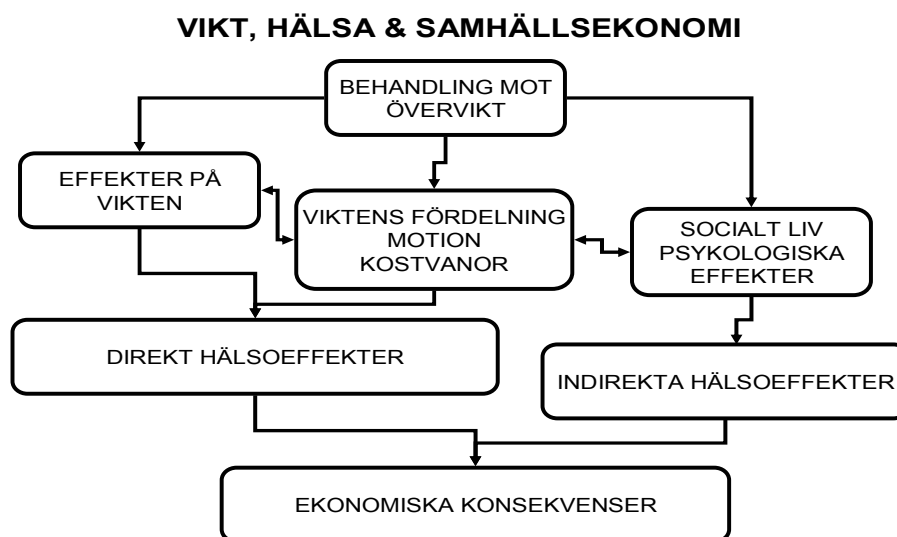 VIKT, HÄLSA & SAMHÄLLSEKONOMI
BEHANDLING MOT
ÖVERVIKT
EFFEKTER PÅ
VIKTEN
VIKTENS FÖRDELNING
MOTION
KOSTVANOR
SOCIALT LIV
PSYKOLOGISKA
EFFEKTER
DIREKT HÄLSOEFFEKTER
INDIREKTA HÄLSOEFFEKTER
EKONOMISKA KONSEKVENSER